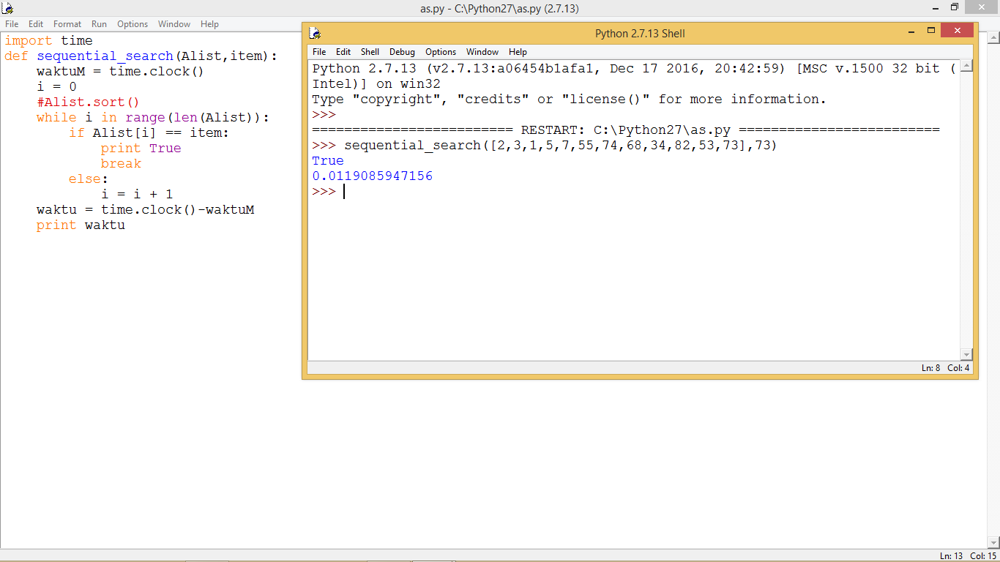 as.py - C:\Python27\as.py (2.7.13)
File Edit Format Run Options Window Help
import time
def sequential_search(Alist,item):
    waktuM = time.clock()
    i = 0
    #Alist.sort()
    while i in range(len(Alist)):
        if Alist[i] == item:
            print True
            break
        else:
            i = i + 1
    waktu = time.clock()-waktuM
    print waktu
Python 2.7.13 Shell
File Edit Shell Debug Options Window Help
Python 2.7.13 (v2.7.13:a06454b1afa1, Dec 17 2016, 20:42:59) [MSC v.1500 32 bit (
Intel)] on win32
Type "copyright", "credits" or "license()" for more information.
>>>
========================= RESTART: C:\Python27\as.py =========================
>>> sequential_search([2,3,1,5,7,55,74,68,34,82,53,73],73)
True
0.0119085947156
>>>
Ln: 8 Col: 4
Ln: 13 Col: 15